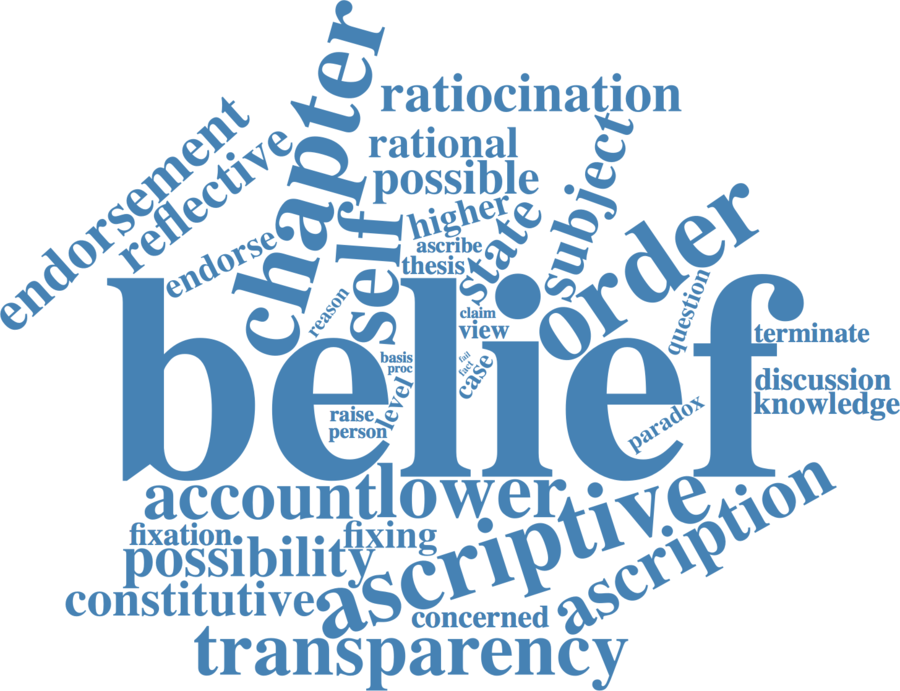 chapter
ratiocination
endorsement
rational
subject
reflective
possible
order
self
higher
state
endorse
ascribe
thesis
question
belief
reason
claim
view
terminate
basis
proc
fail
fact
case
discussion
level
knowledge
raise
person
paradox
account
lower
ascriptive
ascription
fixation
fixing
possibility
constitutive
concerned
transparency